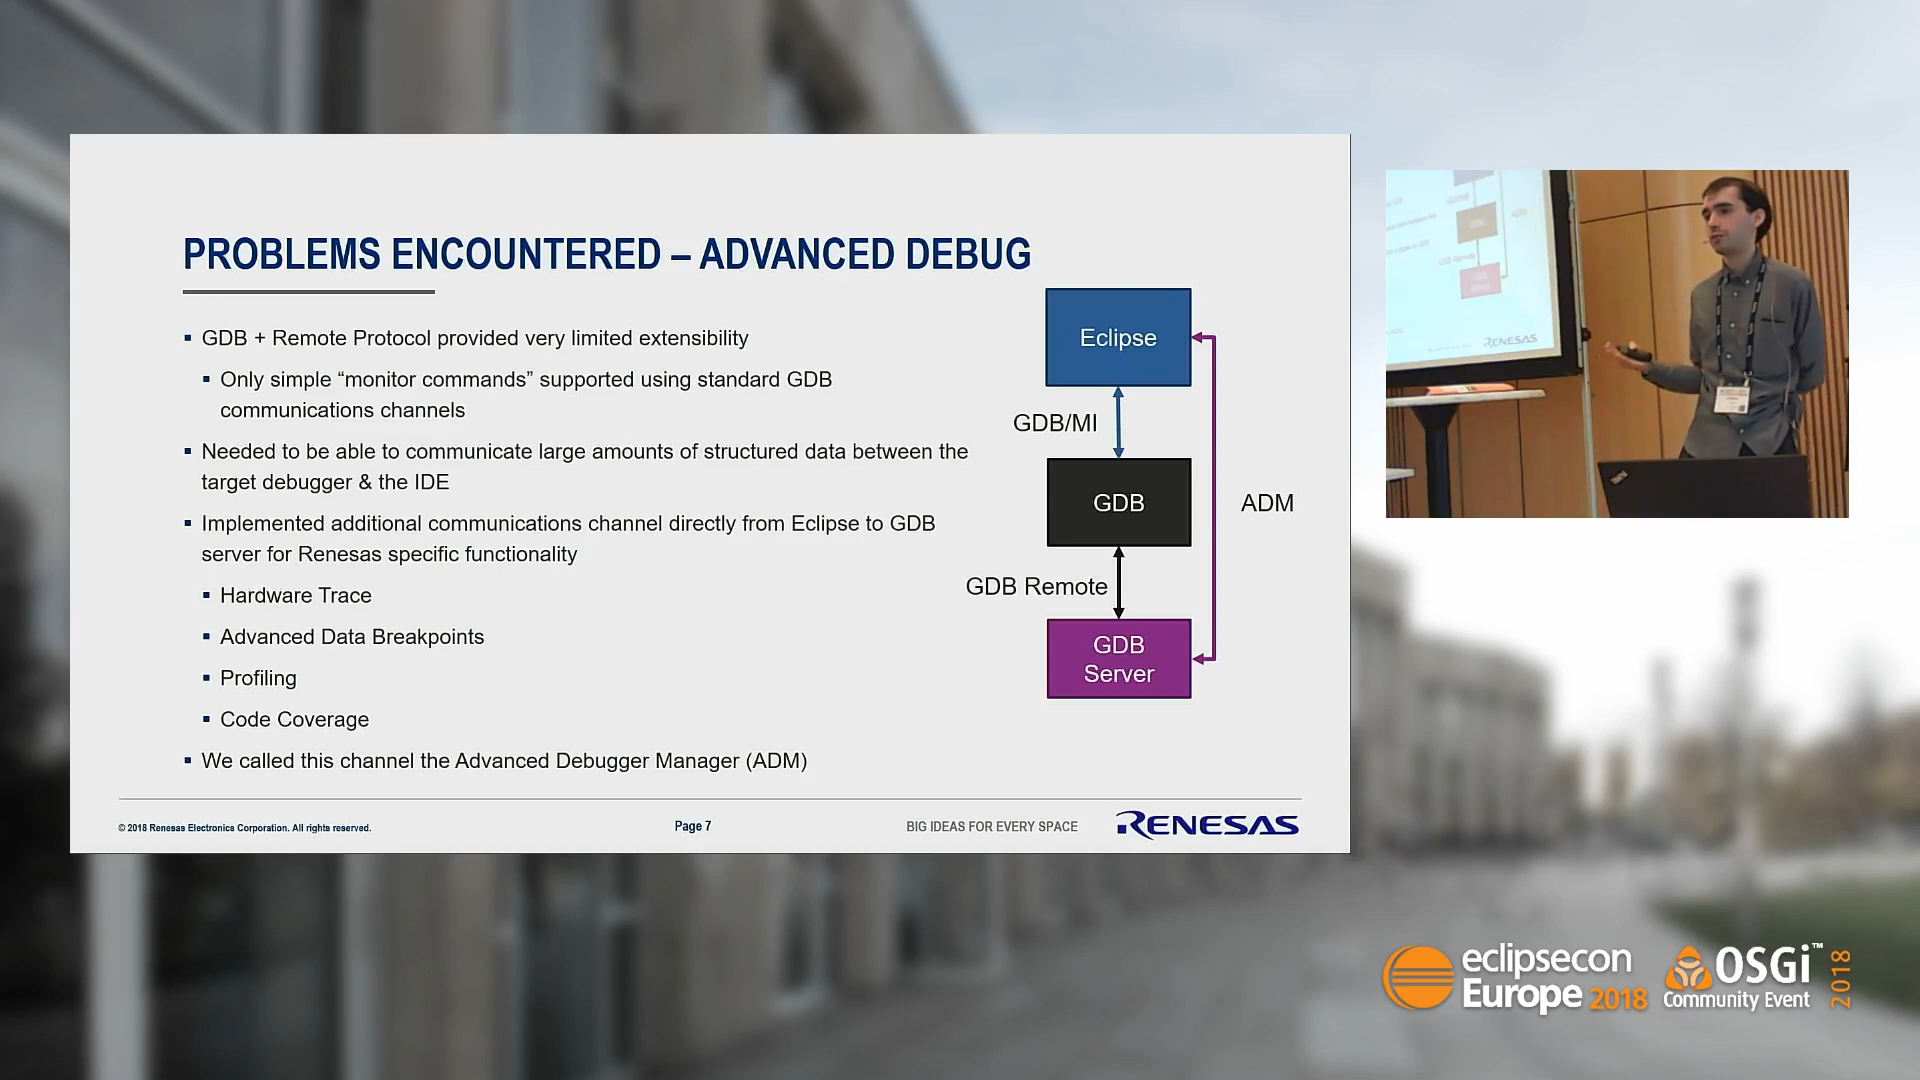 PROBLEMS ENCOUNTERED – ADVANCED DEBUG
▪ GDB + Remote Protocol provided very limited extensibility
▪ Only simple “monitor commands” supported using standard GDB
communications channels
▪ Needed to be able to communicate large amounts of structured data between the
target debugger & the IDE
▪ Implemented additional communications channel directly from Eclipse to GDB
server for Renesas specific functionality
▪ Hardware Trace
▪ Advanced Data Breakpoints
▪ Profiling
▪ Code Coverage
▪ We called this channel the Advanced Debugger Manager (ADM)
Eclipse
GDB/MI
GDB
ADM
GDB Remote
GDB
Server
© 2018 Renesas Electronics Corporation. All rights reserved.
Page 7
BIG IDEAS FOR EVERY SPACE
RENESAS
RENESAS
eclipsecon
Europe 2018
OSGi™
Community Event
2018